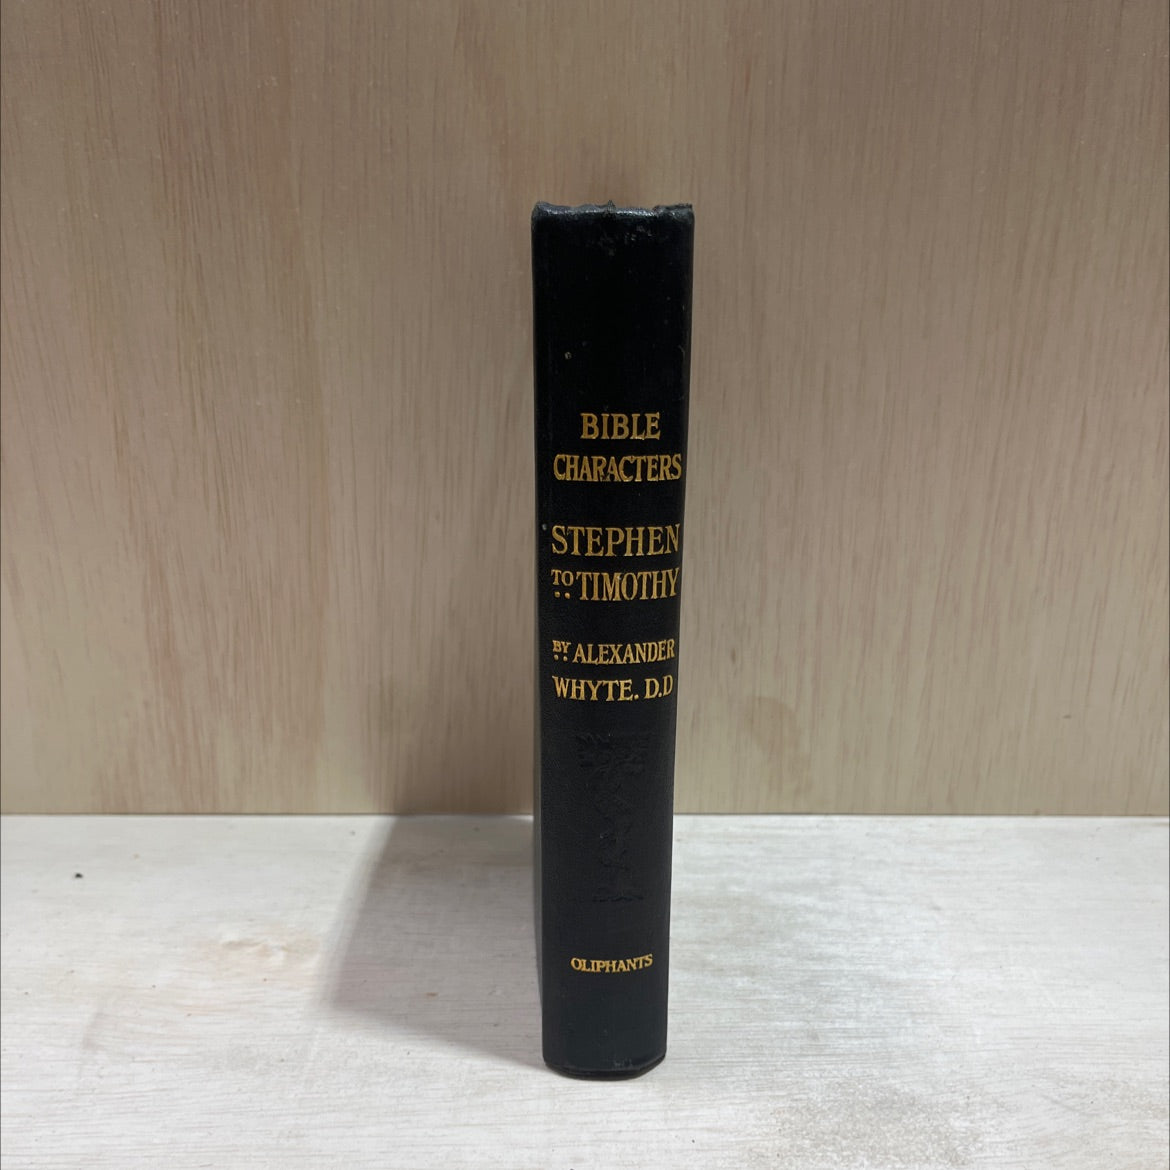 BIBLE
CHARACTERS
STEPHEN
TO TIMOTHY
BY ALEXANDER
WHYTE. D.D
OLIPHANTS